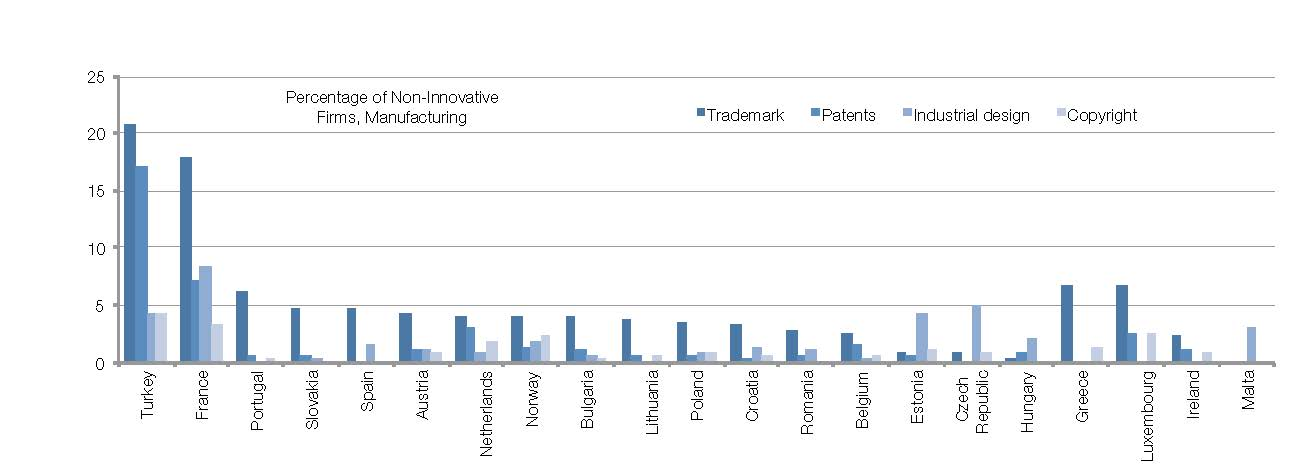 25
Percentage of Non-Innovative
Firms, Manufacturing
Trademark Patents Industrial design Copyright
20
15
10
5
0
Turkey
France
Portugal
Slovakia
Spain
Austria
Netherlands
Norway
Bulgaria
Lithuania
Poland
Croatia
Romania
Belgium
Estonia
Czech
Republic
Hungary
Greece
Luxembourg
Ireland
Malta